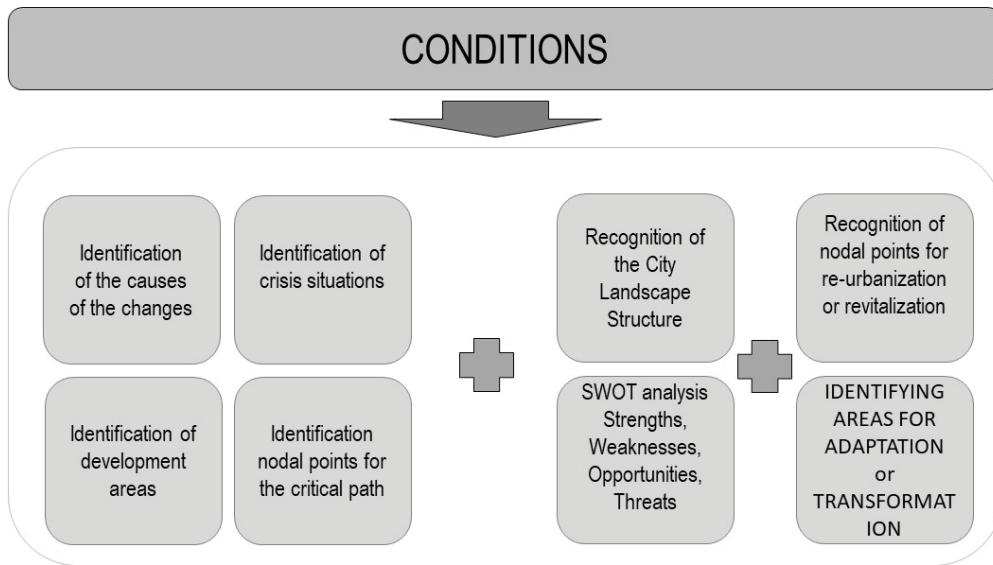 CONDITIONS
Identification
of the causes
of the changes
Identification of
crisis situations
Identification of
development
areas
Identification
nodal points for
the critical path
Recognition of
the City
Landscape
Structure
SWOT analysis
Strengths,
Weaknesses,
Opportunities,
Threats
Recognition of
nodal points for
re-urbanization
or revitalization
IDENTIFYING
AREAS FOR
ADAPTATION
or
TRANSFORMAT
ION